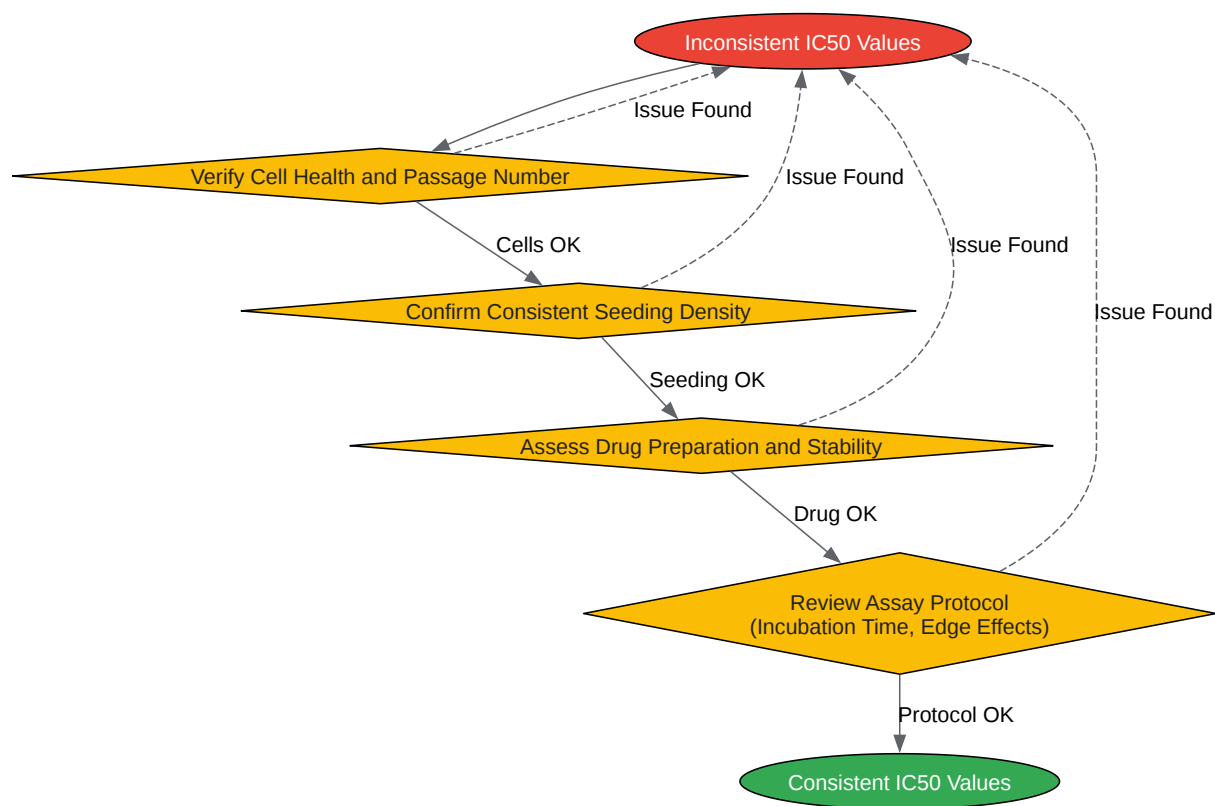 Inconsistent IC50 Values
Issue Found
Verify Cell Health and Passage Number
Issue Found
Cells OK
Issue Found
Confirm Consistent Seeding Density
Issue Found
Seeding OK
Assess Drug Preparation and Stability
Drug OK
Review Assay Protocol
(Incubation Time, Edge Effects)
Protocol OK
Consistent IC50 Values